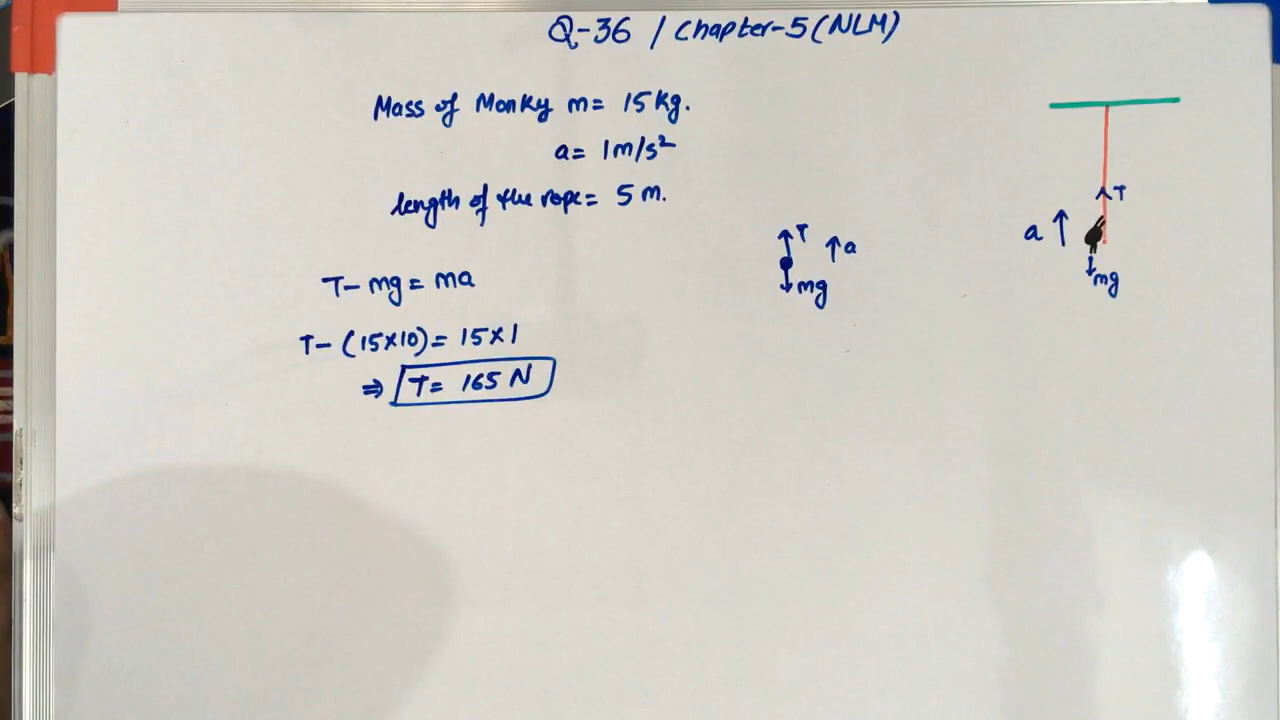 Q-36 / Chapter-5 (NLM)
Mass of Monky m = 15 kg.
a = 1 m/s²
length of the rope = 5 m.
T - mg = ma
T - (15×10) = 15×1
⇒ T = 165 N
T
a
mg
T
a
mg